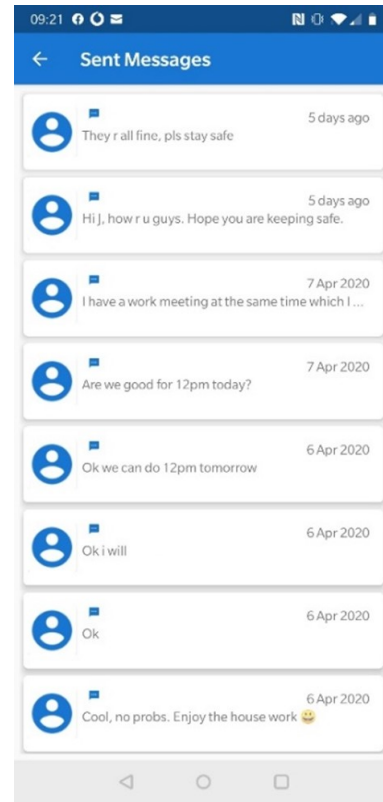 09:21
Sent Messages
5 days ago
They r all fine, pls stay safe
5 days ago
Hi J, how r u guys. Hope you are keeping safe.
7 Apr 2020
I have a work meeting at the same time which I ...
7 Apr 2020
Are we good for 12pm today?
6 Apr 2020
Ok we can do 12pm tomorrow
6 Apr 2020
Ok i will
6 Apr 2020
Ok
6 Apr 2020
Cool, no probs. Enjoy the house work 😀